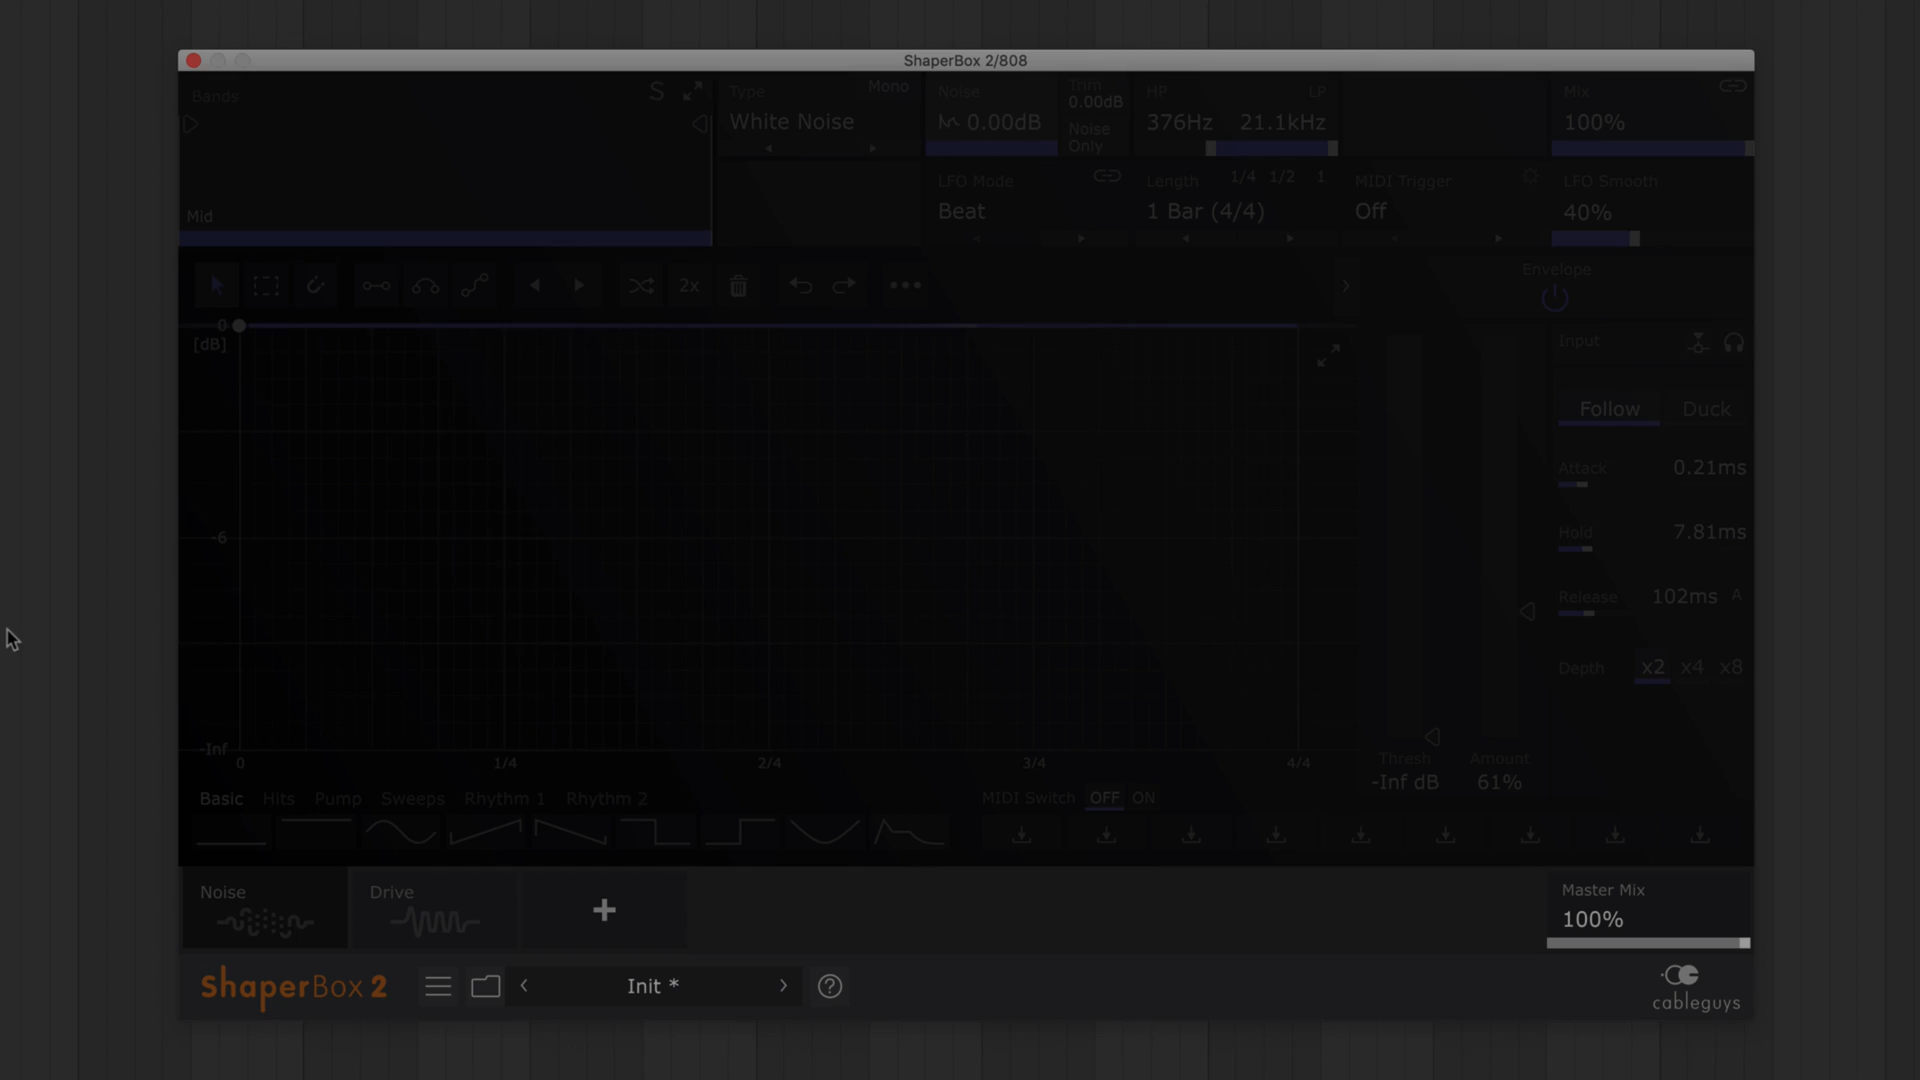 ShaperBox 2/808
Bands
S
Mid
Type
Mono
White Noise
Noise
0.00dB
Trim
0.00dB
Noise
Only
HP
LP
376Hz
21.1kHz
Mix
100%
LFO Mode
Beat
Length
1/4 1/2 1
1 Bar (4/4)
MIDI Trigger
Off
LFO Smooth
40%
2x
Envelope
0
[dB]
-6
-Inf
0 1/4 2/4 3/4 4/4
Input
Follow Duck
Attack 0.21ms
Hold 7.81ms
Release 102ms A
Depth x2 x4 x8
Thresh Amount
-Inf dB 61%
Basic Hits Pump Sweeps Rhythm 1 Rhythm 2
MIDI Switch OFF ON
Noise
Drive
+
Master Mix
100%
ShaperBox 2
< Init * >
?
cableguys